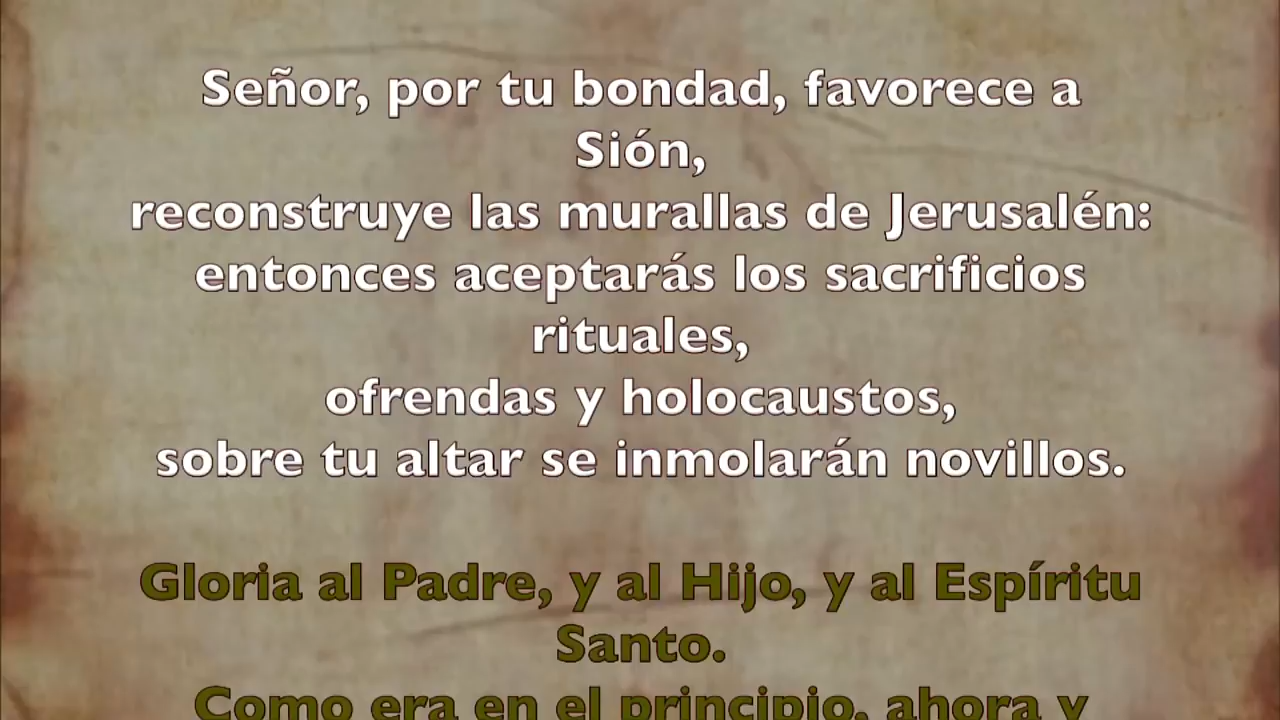 Señor, por tu bondad, favorece a
Sión,
reconstruye las murallas de Jerusalén:
entonces aceptarás los sacrificios
rituales,
ofrendas y holocaustos,
sobre tu altar se inmolarán novillos.
Gloria al Padre, y al Hijo, y al Espíritu
Santo.
Como era en el principio, ahora y